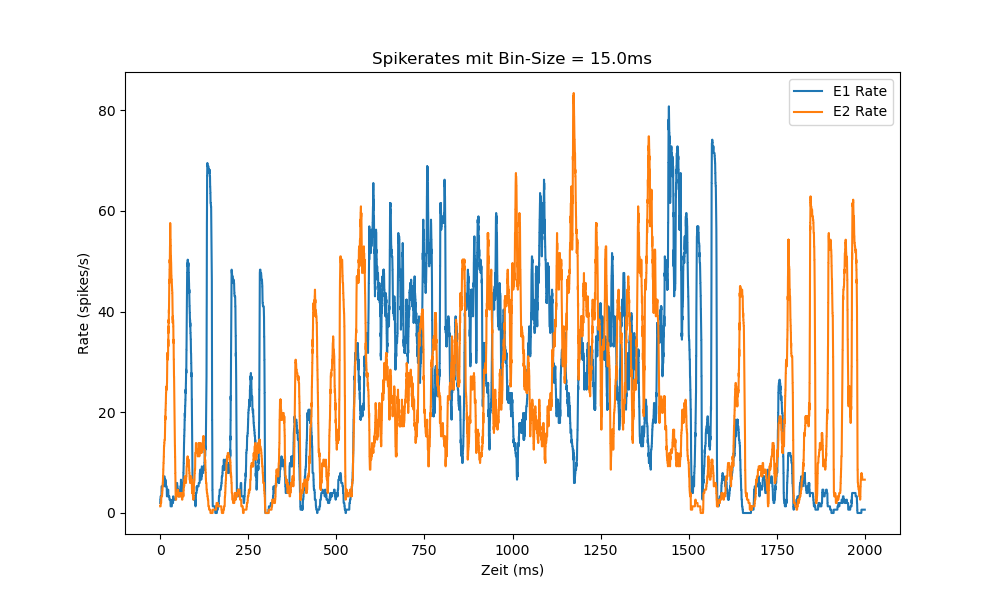 Spikerates mit Bin-Size = 15.0ms
E1 Rate
E2 Rate
Rate (spikes/s)
80
60
40
20
0
0 250 500 750 1000 1250 1500 1750 2000
Zeit (ms)